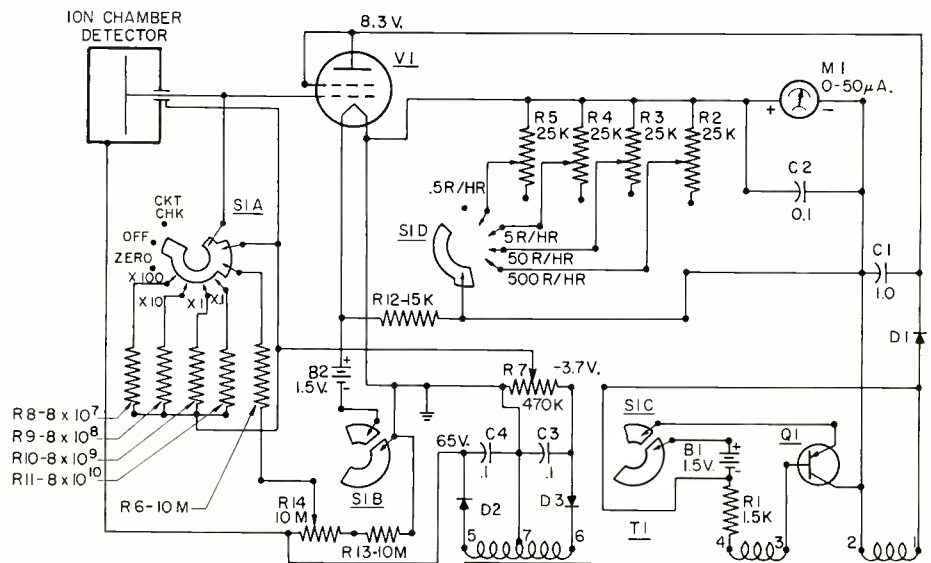 ION CHAMBER
DETECTOR
8.3 V.
V1
M1
0-50µA.
+
-
R5
25K
R4
25K
R3
25K
R2
25K
C2
0.1
.5R/HR
5R/HR
50R/HR
500R/HR
S1D
CKT
CHK
S1A
OFF
ZERO
X100
X10
X1
X.1
C1
1.0
R12-15K
D1
B2
1.5V.
+
R7
470K
-3.7V.
R8-8 x 10⁷
R9-8 x 10⁸
R10-8 x 10⁹
R11-8 x 10¹⁰
R6-10M
S1B
65V.
C4
.1
C3
.1
S1C
B1
1.5V.
+
-
Q1
R14
10M
R13-10M
D2
D3
5
7
6
T1
R1
1.5K
4
3
2
1